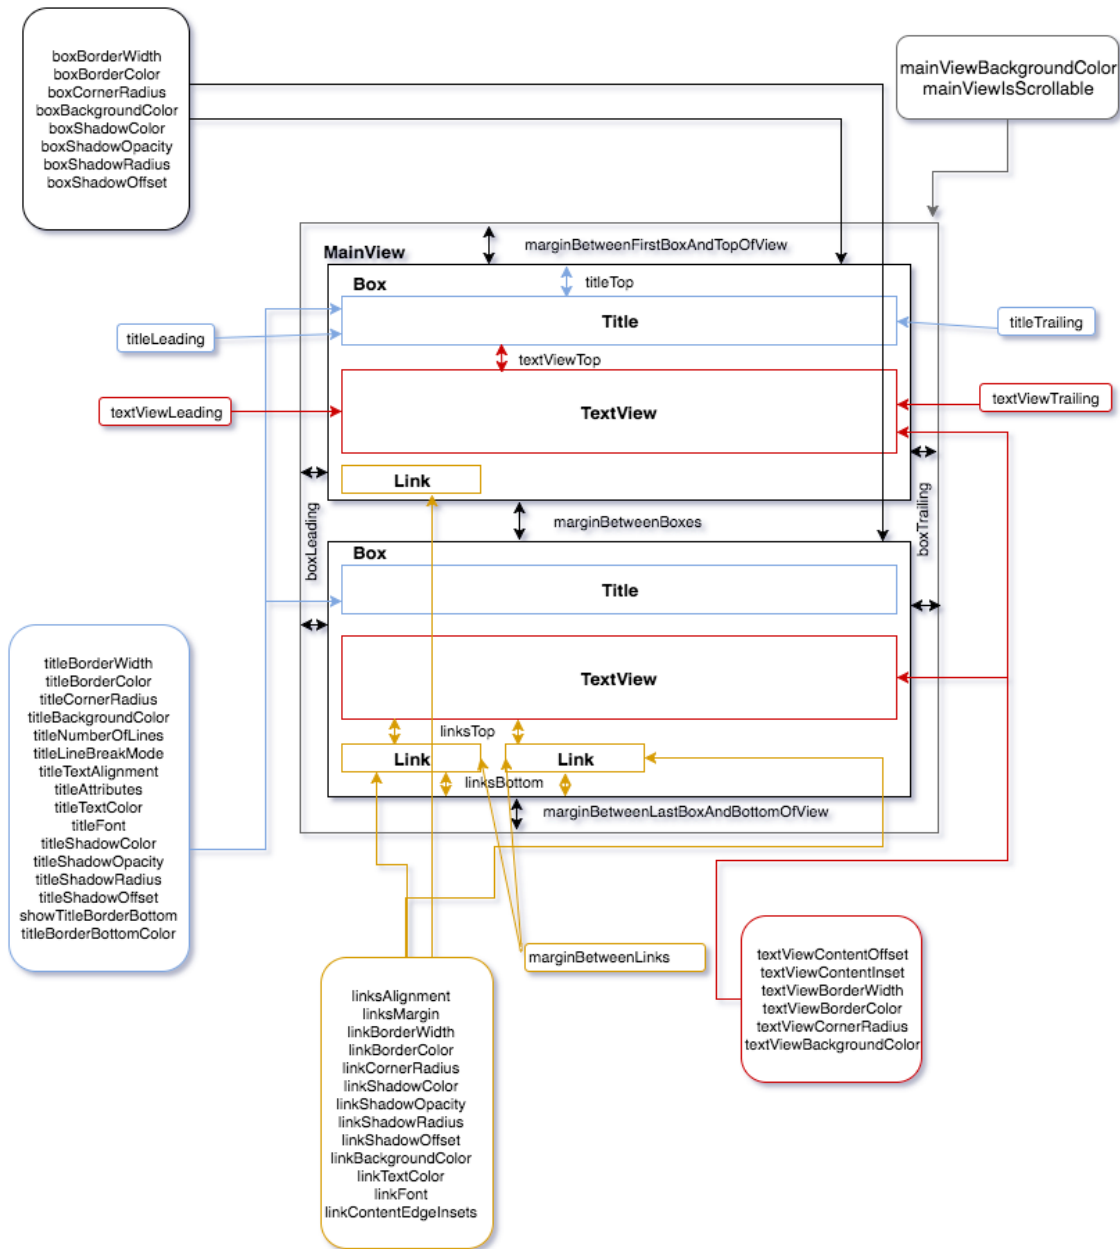 boxBorderWidth
boxBorderColor
boxCornerRadius
boxBackgroundColor
boxShadowColor
boxShadowOpacity
boxShadowRadius
boxShadowOffset
mainViewBackgroundColor
mainViewIsScrollable
marginBetweenFirstBoxAndTopOfView
MainView
Box
titleTop
Title
titleLeading
titleTrailing
textViewTop
textViewLeading
TextView
textViewTrailing
Link
boxLeading
marginBetweenBoxes
boxTrailing
Box
Title
TextView
linksTop
Link
Link
linksBottom
marginBetweenLastBoxAndBottomOfView
titleBorderWidth
titleBorderColor
titleCornerRadius
titleBackgroundColor
titleNumberOfLines
titleLineBreakMode
titleTextAlignment
titleAttributes
titleTextColor
titleFont
titleShadowColor
titleShadowOpacity
titleShadowRadius
titleShadowOffset
showTitleBorderBottom
titleBorderBottomColor
marginBetweenLinks
textViewContentOffset
textViewContentInset
textViewBorderWidth
textViewBorderColor
textViewCornerRadius
textViewBackgroundColor
linksAlignment
linksMargin
linkBorderWidth
linkBorderColor
linkCornerRadius
linkShadowColor
linkShadowOpacity
linkShadowRadius
linkShadowOffset
linkBackgroundColor
linkTextColor
linkFont
linkContentEdgeInsets